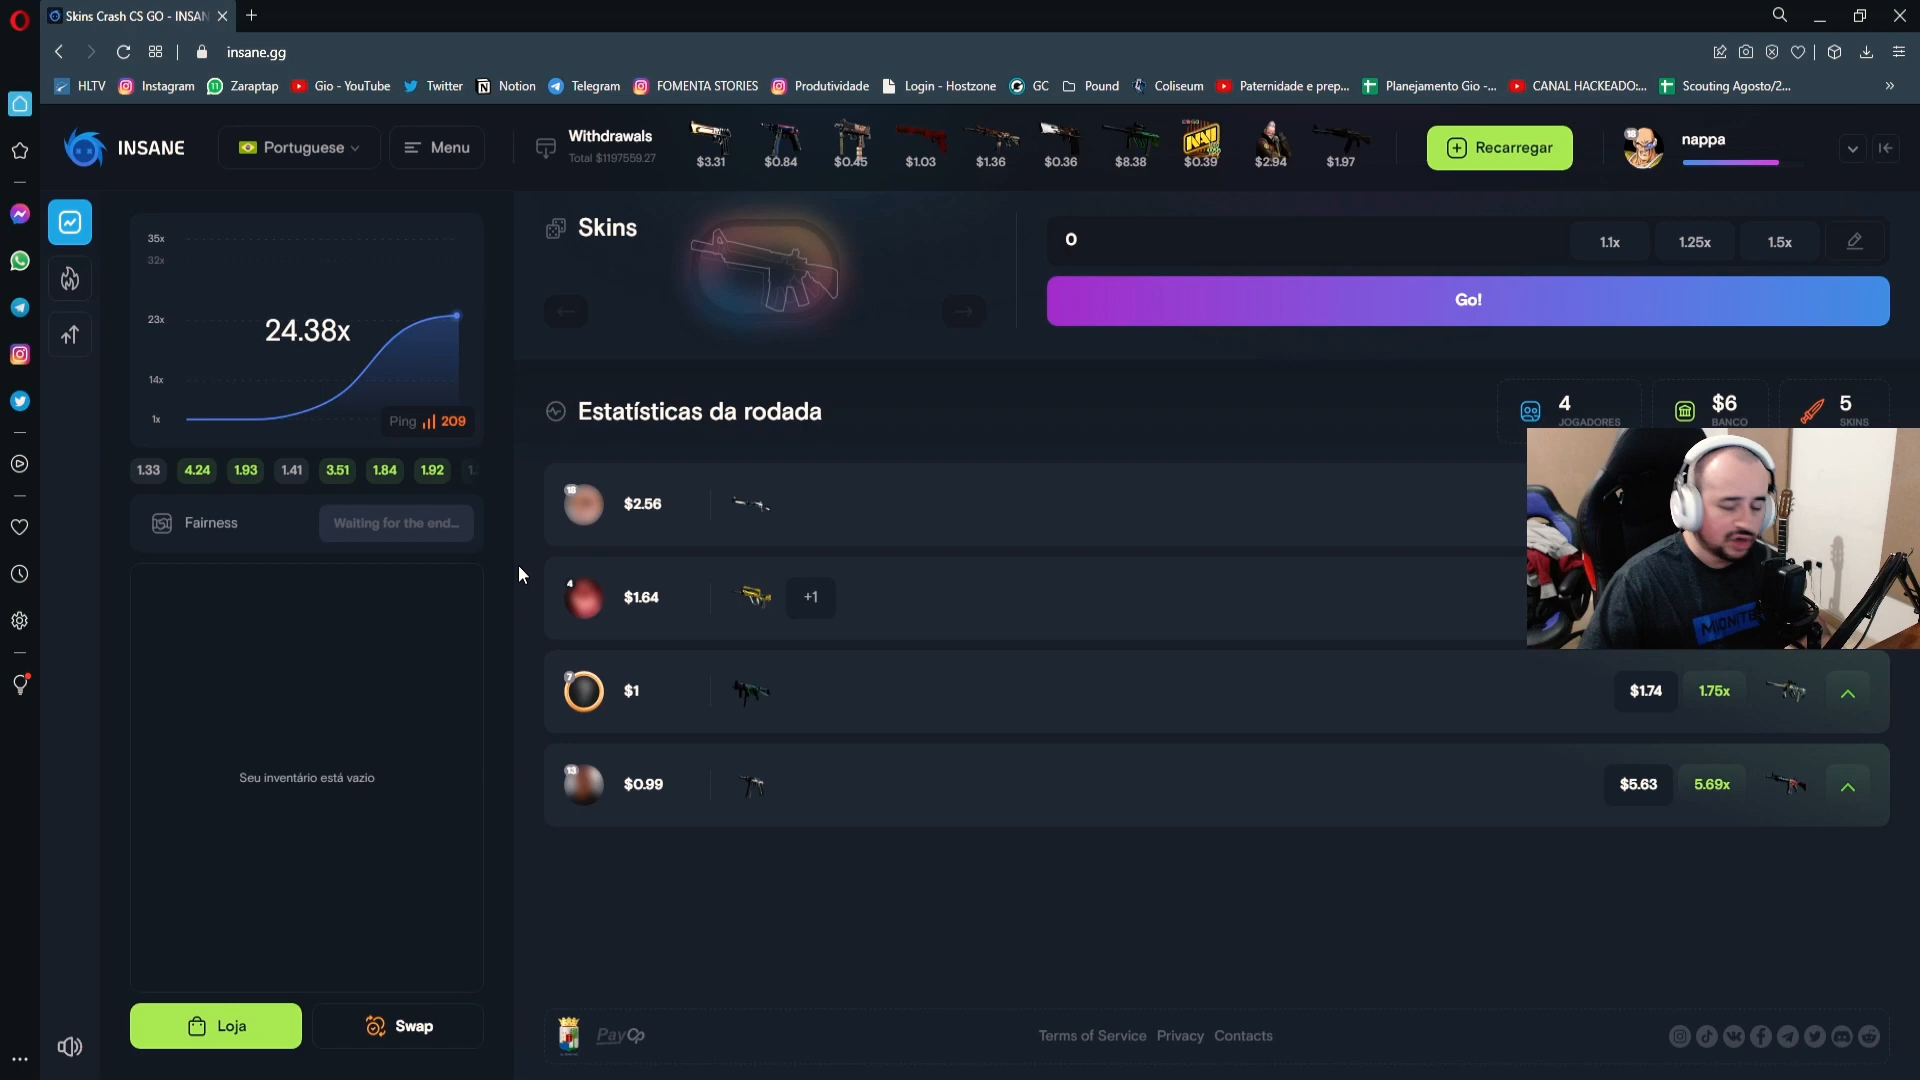 Skins Crash CS GO - INSAN
insane.gg
HLTV
Instagram
Zaraptap
Gio - YouTube
Twitter
Notion
Telegram
FOMENTA STORIES
Produtividade
Login - Hostzone
GC
Pound
Coliseum
Paternidade e prep...
Planejamento Gio -...
CANAL HACKEADO:...
Scouting Agosto/2...
INSANE
Portuguese
Menu
Withdrawals
Total $1197559.27
$3.31
$0.84
$0.45
$1.03
$1.36
$0.36
$8.38
$0.39
$2.94
$1.97
Recarregar
18
nappa
35x
32x
23x
14x
1x
24.38x
Ping 209
1.33
4.24
1.93
1.41
3.51
1.84
1.92
Fairness
Waiting for the end...
Seu inventário está vazio
Loja
Swap
Skins
0
1.1x
1.25x
1.5x
Go!
Estatísticas da rodada
4
JOGADORES
$6
BANCO
5
SKINS
18
$2.56
4
$1.64
+1
7
$1
$1.74
1.75x
13
$0.99
$5.63
5.69x
MIDNITE
PayOp
Terms of Service
Privacy
Contacts